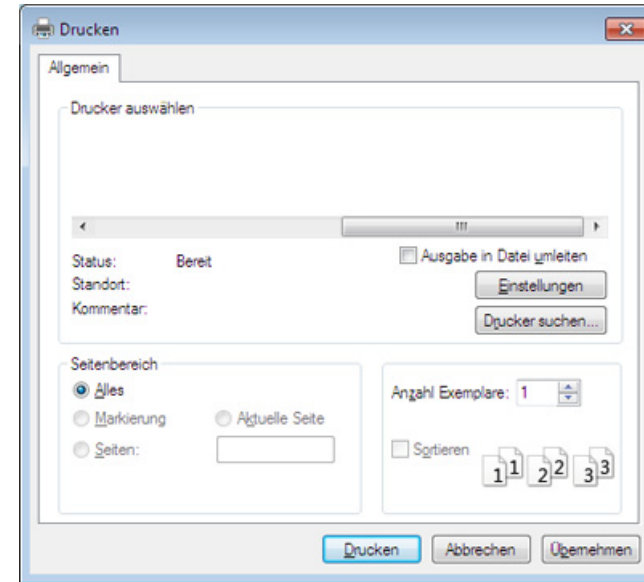 Drucken
Allgemein
Drucker auswählen
Status: Bereit
Ausgabe in Datei umleiten
Standort:
Einstellungen
Kommentar:
Drucker suchen...
Seitenbereich
Alles
Anzahl Exemplare: 1
Markierung Aktuelle Seite
Seiten:
Sortieren
1 1 2 2 3 3
Drucken Abbrechen Übernehmen